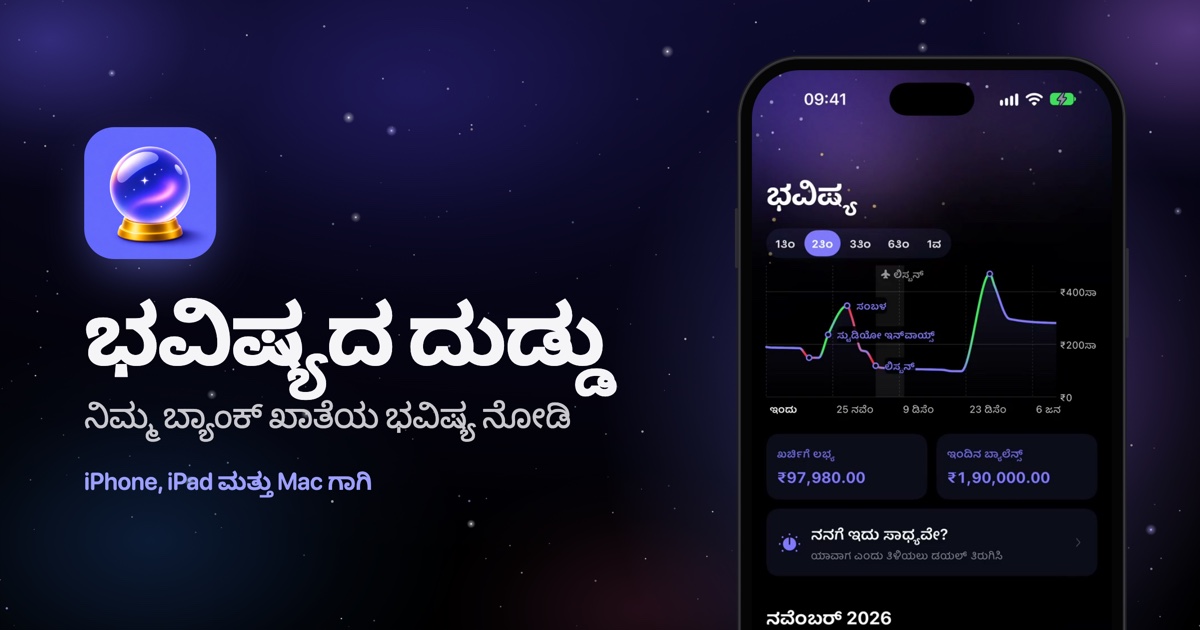 ಭವಿಷ್ಯದ ದುಡ್ಡು
ನಿಮ್ಮ ಬ್ಯಾಂಕ್ ಖಾತೆಯ ಭವಿಷ್ಯ ನೋಡಿ
iPhone, iPad ಮತ್ತು Mac ಗಾಗಿ
09:41
ಭವಿಷ್ಯ
1ತಿಂ 2ತಿಂ 3ತಿಂ 6ತಿಂ 1ವ
ಲಿಸ್ಬನ್
ಸಂಬಳ
ಸ್ಟುಡಿಯೋ ಇನ್‌ವಾಯ್ಸ್
ಲಿಸ್ಬನ್
₹400ಸಾ
₹200ಸಾ
₹0
ಇಂದು 25 ನವೆಂ 9 ಡಿಸೆಂ 23 ಡಿಸೆಂ 6 ಜನ
ಖರ್ಚಿಗೆ ಲಭ್ಯ
₹97,980.00
ಇಂದಿನ ಬ್ಯಾಲೆನ್ಸ್
₹1,90,000.00
ನನಗೆ ಇದು ಸಾಧ್ಯವೇ?
ಯಾವಾಗ ಎಂದು ತಿಳಿಯಲು ಡಯಲ್ ತಿರುಗಿಸಿ
ನವೆಂಬರ್ 2026